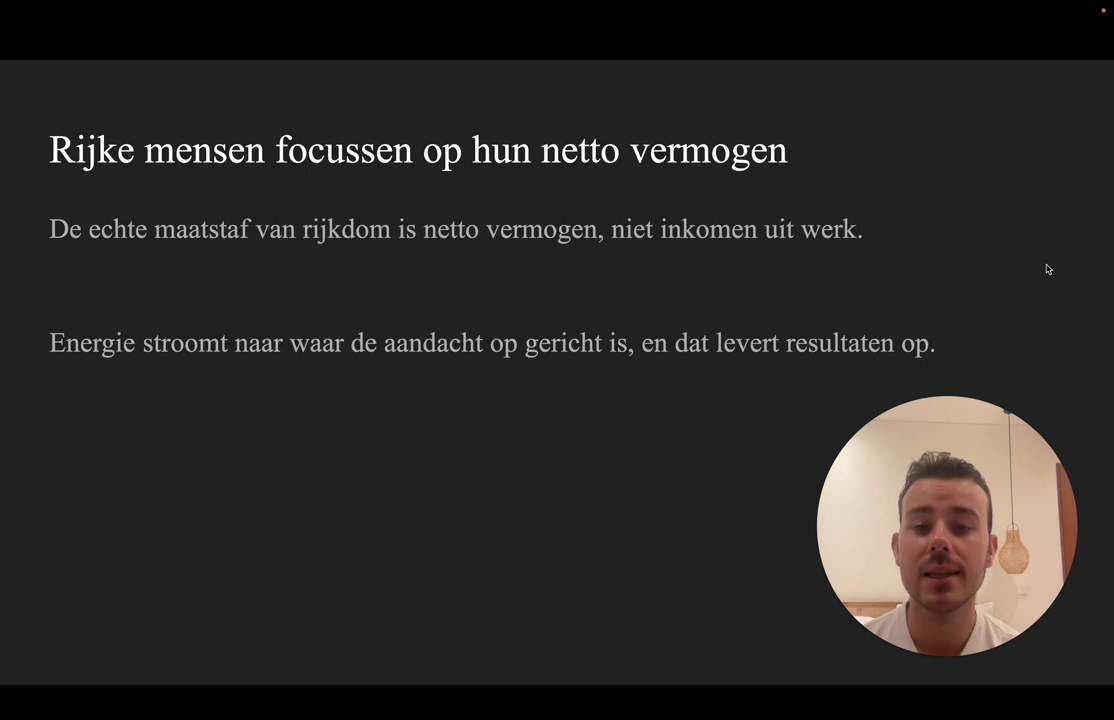 Rijke mensen focussen op hun netto vermogen
De echte maatstaf van rijkdom is netto vermogen, niet inkomen uit werk.
Energie stroomt naar waar de aandacht op gericht is, en dat levert resultaten op.